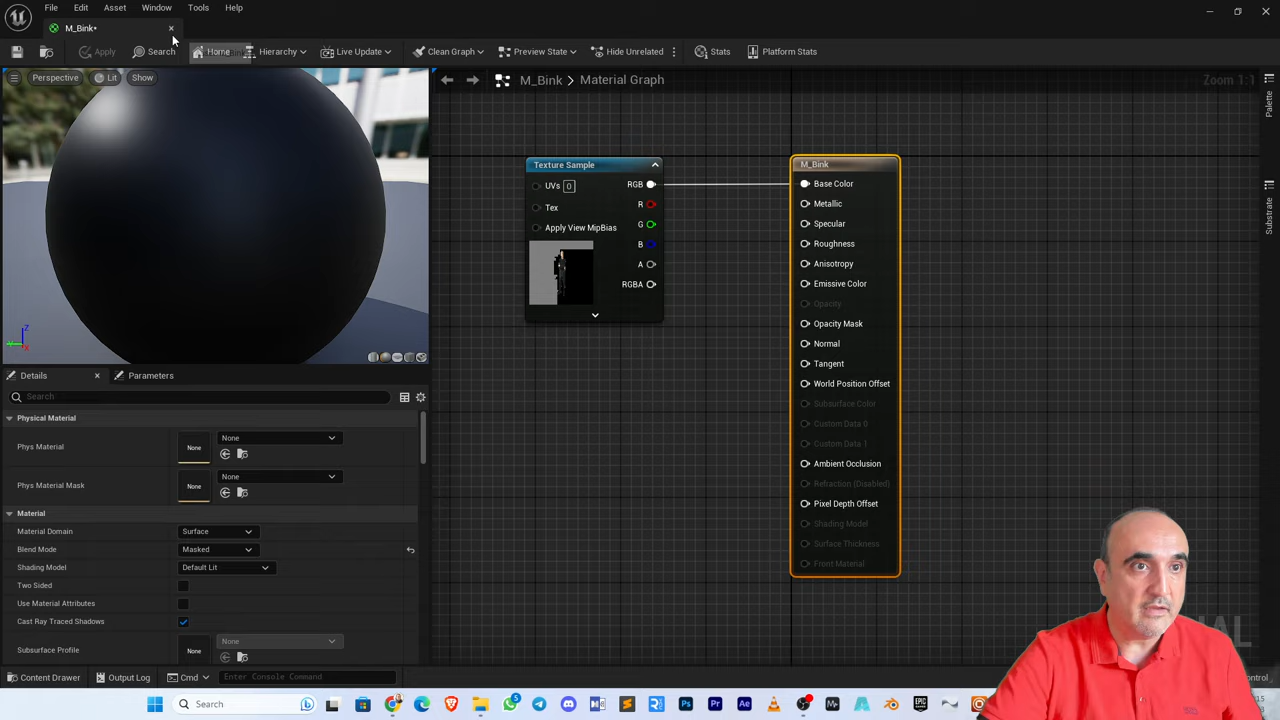 File Edit Asset Window Tools Help
M_Bink•
Apply Search Home Hierarchy Live Update Clean Graph Preview State Hide Unrelated Stats Platform Stats
Perspective Lit Show
M_Bink > Material Graph
Zoom 1:1
Palette
Substrate
Texture Sample
UVs 0 RGB
Tex R
Apply View MipBias G
B
A
RGBA
M_Bink
Base Color
Metallic
Specular
Roughness
Anisotropy
Emissive Color
Opacity
Opacity Mask
Normal
Tangent
World Position Offset
Subsurface Color
Custom Data 0
Custom Data 1
Ambient Occlusion
Refraction (Disabled)
Pixel Depth Offset
Shading Model
Surface Thickness
Front Material
Details Parameters
Search
Physical Material
Phys Material None None
Phys Material Mask None None
Material
Material Domain Surface
Blend Mode Masked
Shading Model Default Lit
Two Sided
Use Material Attributes
Cast Ray Traced Shadows
Subsurface Profile None None
Content Drawer Output Log Cmd Enter Console Command
Search